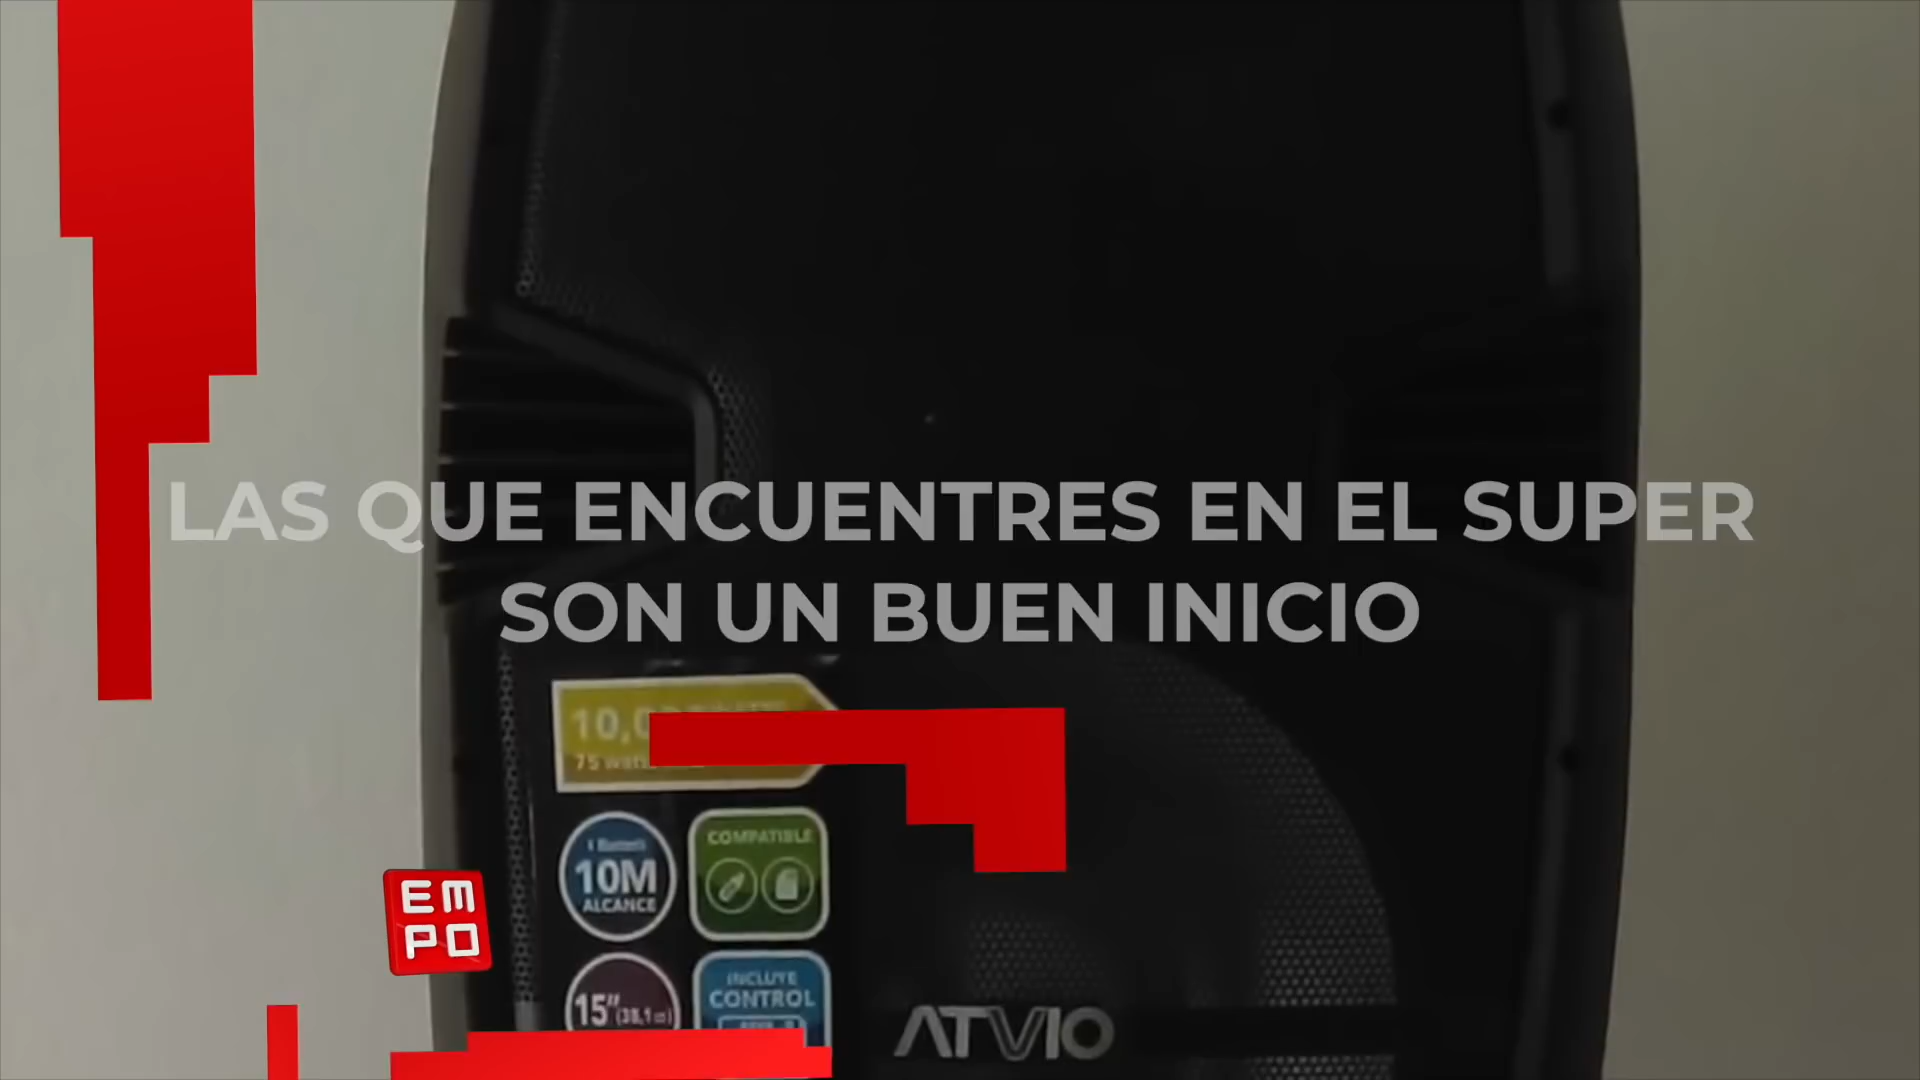 LAS QUE ENCUENTRES EN EL SUPER
SON UN BUEN INICIO
10M
ALCANCE
COMPATIBLE
EM
PO
15"
INCLUYE
CONTROL
ATVIO